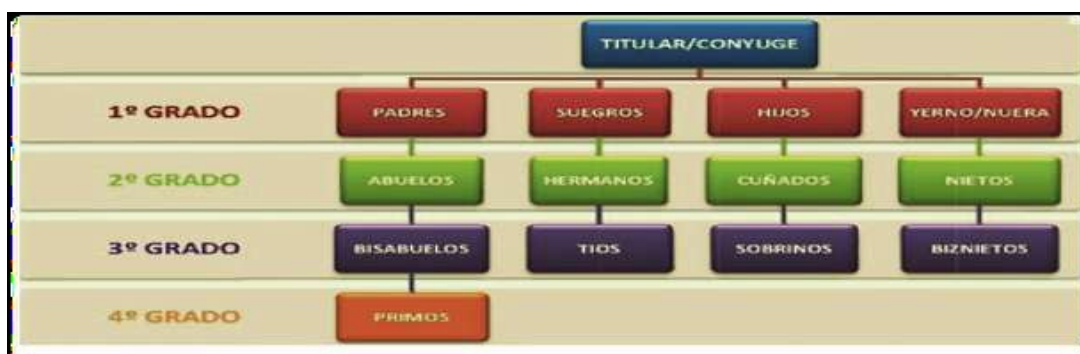 TITULAR/CONYUGE
1º GRADO PADRES SUEGROS HIJOS YERNO/NUERA
2º GRADO ABUELOS HERMANOS CUÑADOS NIETOS
3º GRADO BISABUELOS TIOS SOBRINOS BIZNIETOS
4º GRADO PRIMOS